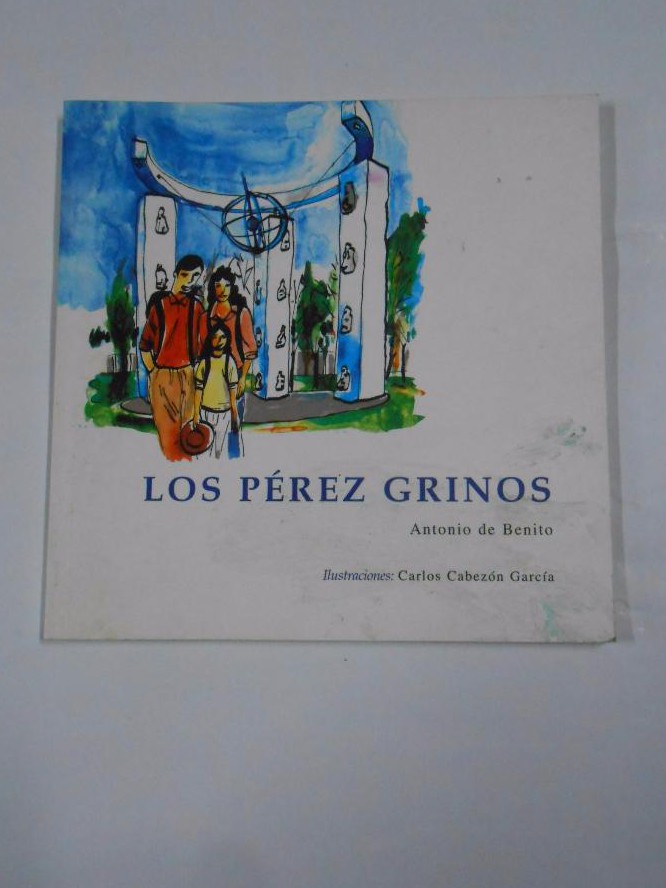 LOS PÉREZ GRINOS
Antonio de Benito
Ilustraciones: Carlos Cabezón García